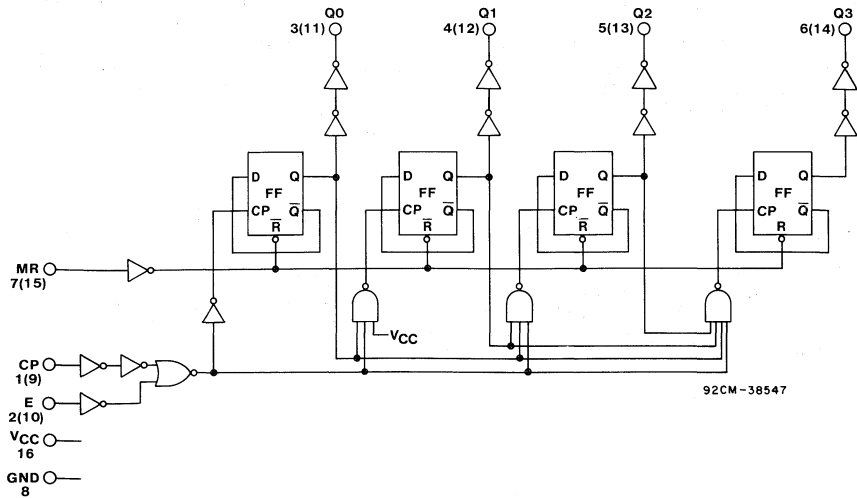 Q0 Q1 Q2 Q3
3(11) 4(12) 5(13) 6(14)
D Q D Q D Q D Q
FF FF FF FF
CP Q̅ CP Q̅ CP Q̅ CP Q̅
R̅ R̅ R̅ R
MR
7(15)
VCC
CP
1(9)
92CM-38547
E
2(10)
VCC
16
GND
8